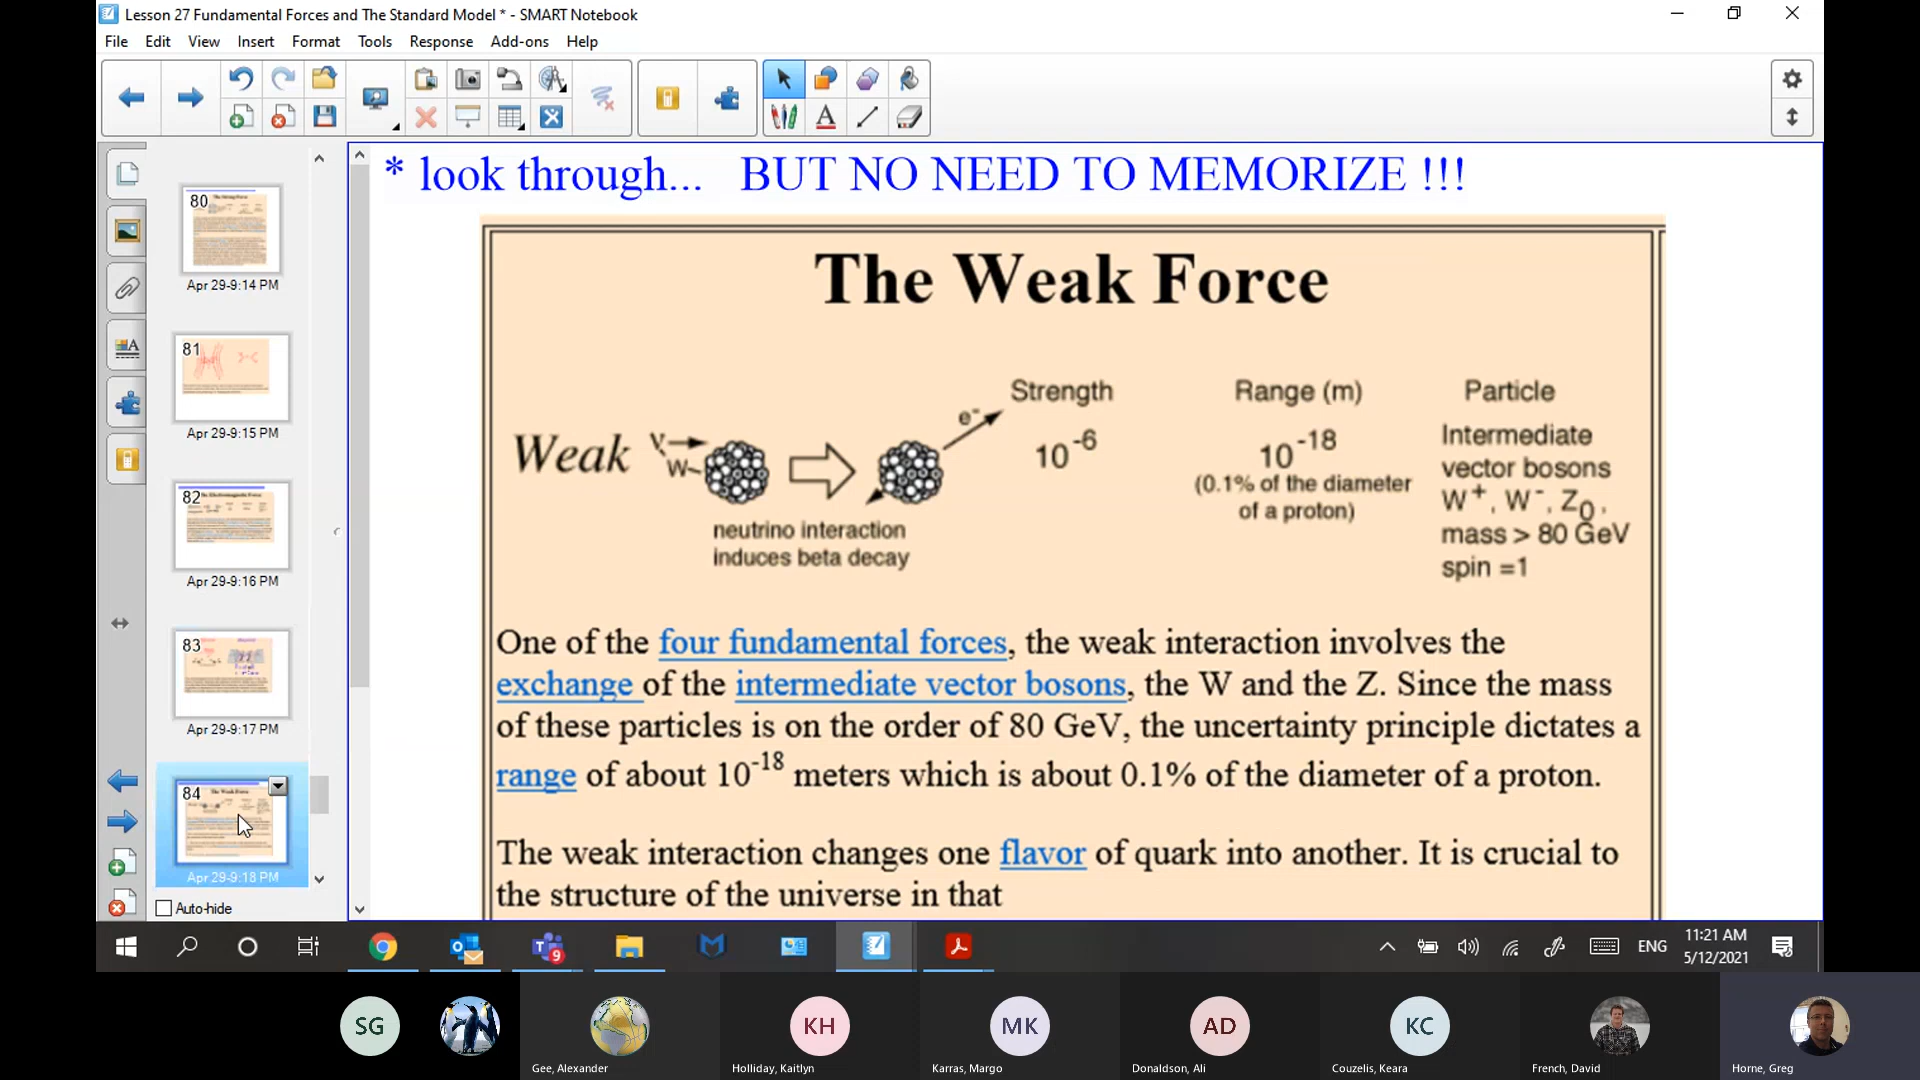 Lesson 27 Fundamental Forces and The Standard Model * - SMART Notebook
File Edit View Insert Format Tools Response Add-ons Help
* look through... BUT NO NEED TO MEMORIZE !!!
80
Apr 29-9:14 PM
81
Apr 29-9:15 PM
82
Apr 29-9:16 PM
83
Apr 29-9:17 PM
84
Apr 29-9:18 PM
Auto-hide
The Weak Force
Strength Range (m) Particle
Weak ν W e⁻ 10⁻⁶ 10⁻¹⁸ Intermediate
(0.1% of the diameter vector bosons
of a proton) W⁺, W⁻, Z₀,
neutrino interaction mass > 80 GeV
induces beta decay spin =1
One of the four fundamental forces, the weak interaction involves the
exchange of the intermediate vector bosons, the W and the Z. Since the mass
of these particles is on the order of 80 GeV, the uncertainty principle dictates a
range of about 10⁻¹⁸ meters which is about 0.1% of the diameter of a proton.
The weak interaction changes one flavor of quark into another. It is crucial to
the structure of the universe in that
9
ENG
11:21 AM
5/12/2021
SG KH MK AD KC
Gee, Alexander Holliday, Kaitlyn Karras, Margo Donaldson, Ali Couzelis, Keara French, David Horne, Greg